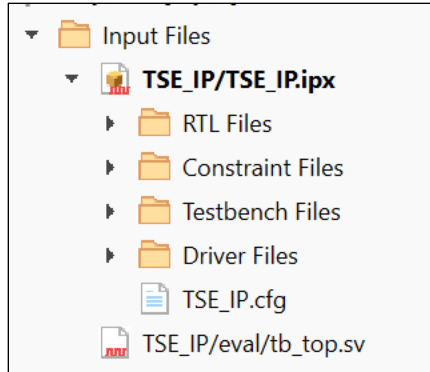 Input Files
TSE_IP/TSE_IP.ipx
RTL Files
Constraint Files
Testbench Files
Driver Files
TSE_IP.cfg
TSE_IP/eval/tb_top.sv